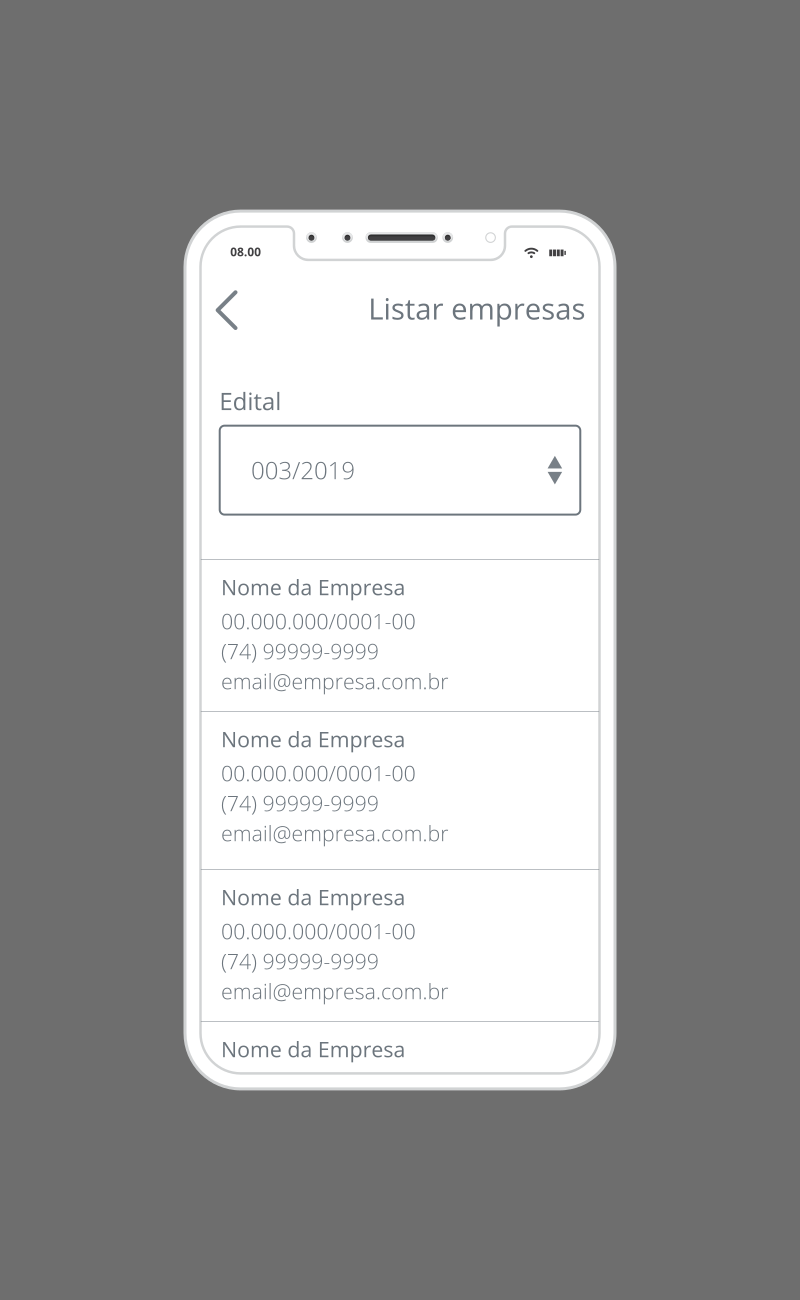 08.00
Listar empresas
Edital
003/2019
Nome da Empresa
00.000.000/0001-00
(74) 99999-9999
email@empresa.com.br
Nome da Empresa
00.000.000/0001-00
(74) 99999-9999
email@empresa.com.br
Nome da Empresa
00.000.000/0001-00
(74) 99999-9999
email@empresa.com.br
Nome da Empresa